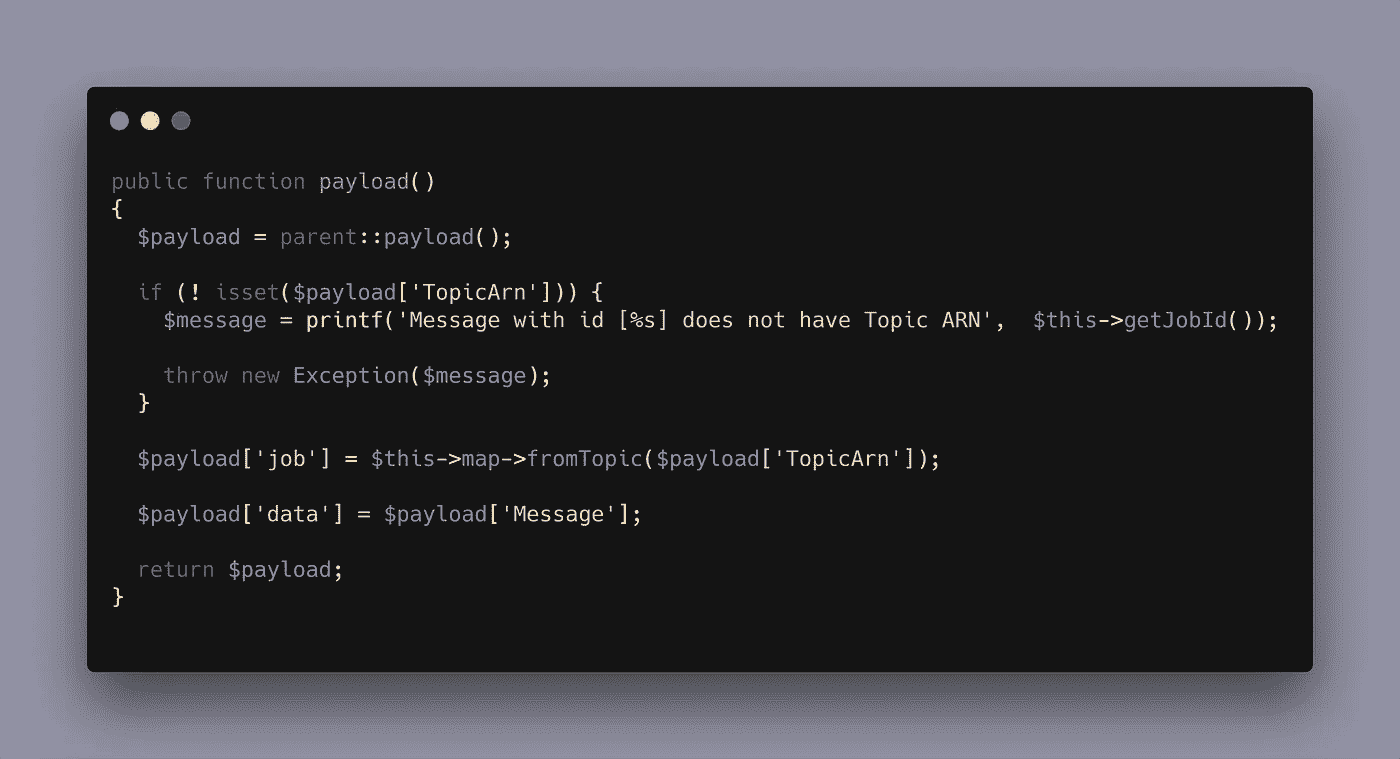 public function payload()
{
  $payload = parent::payload();

  if (! isset($payload['TopicArn'])) {
    $message = printf('Message with id [%s] does not have Topic ARN',  $this->getJobId());

    throw new Exception($message);
  }

  $payload['job'] = $this->map->fromTopic($payload['TopicArn']);

  $payload['data'] = $payload['Message'];

  return $payload;
}